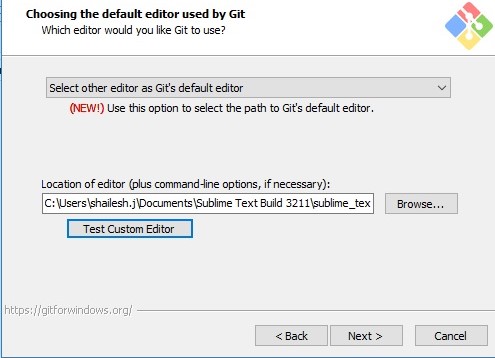 Choosing the default editor used by Git
Which editor would you like Git to use?
Select other editor as Git's default editor
(NEW!) Use this option to select the path to Git's default editor.
Location of editor (plus command-line options, if necessary):
C:\Users\shailesh.j\Documents\Sublime Text Build 3211\sublime_tex
Browse...
Test Custom Editor
https://gitforwindows.org/
< Back
Next >
Cancel